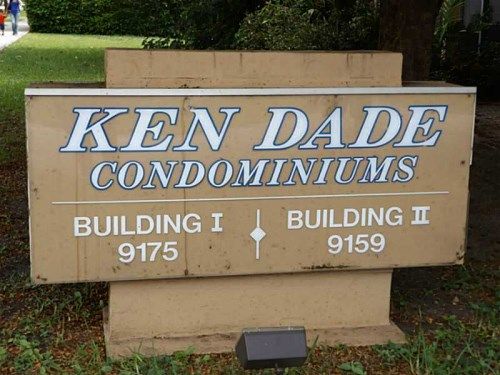 KEN DADE
CONDOMINIUMS
BUILDING I
9175
BUILDING II
9159